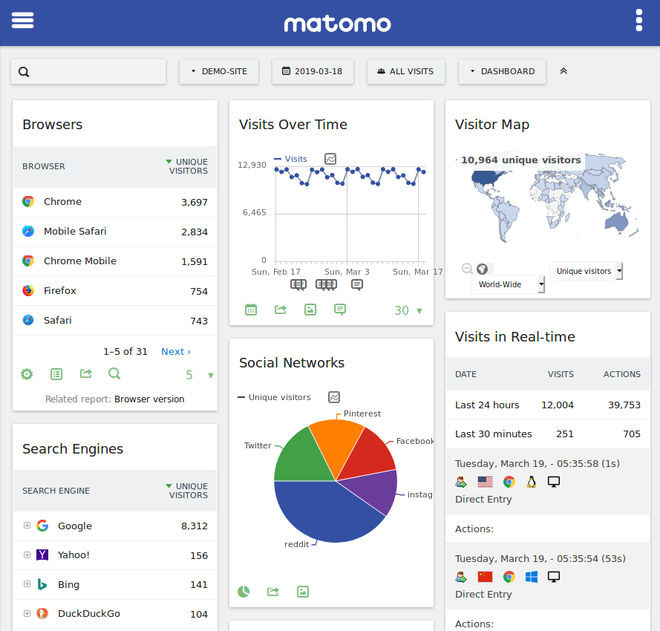 matomo
DEMO-SITE
2019-03-18
ALL VISITS
DASHBOARD
Browsers
BROWSER
UNIQUE
VISITORS
Chrome 3,697
Mobile Safari 2,834
Chrome Mobile 1,591
Firefox 754
Safari 743
1–5 of 31 Next ›
5
Related report: Browser version
Search Engines
SEARCH ENGINE
UNIQUE
VISITORS
Google 8,312
Yahoo! 156
Bing 141
DuckDuckGo 104
Visits Over Time
Visits
12,930
6,465
0
Sun, Feb 17 Sun, Mar 3 Sun, Mar 17
30
Social Networks
Unique visitors
Pinterest
Twitter
Facebook
instag
reddit
Visitor Map
10,964 unique visitors
Unique visitors
World-Wide
Visits in Real-time
DATE VISITS ACTIONS
Last 24 hours 12,004 39,753
Last 30 minutes 251 705
Tuesday, March 19, - 05:35:58 (1s)
Direct Entry
Actions:
Tuesday, March 19, - 05:35:54 (53s)
Direct Entry
Actions: